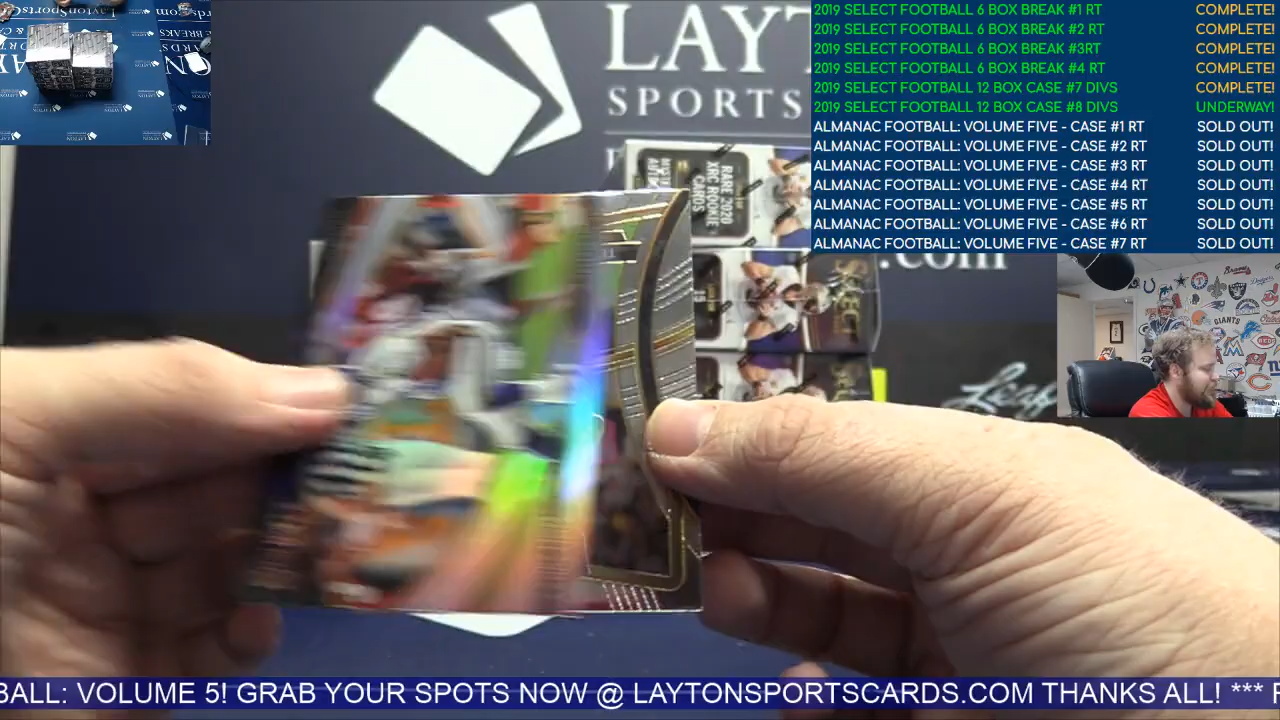 2019 SELECT FOOTBALL 6 BOX BREAK #1 RT COMPLETE!
2019 SELECT FOOTBALL 6 BOX BREAK #2 RT COMPLETE!
2019 SELECT FOOTBALL 6 BOX BREAK #3RT COMPLETE!
2019 SELECT FOOTBALL 6 BOX BREAK #4 RT COMPLETE!
2019 SELECT FOOTBALL 12 BOX CASE #7 DIVS COMPLETE!
2019 SELECT FOOTBALL 12 BOX CASE #8 DIVS UNDERWAY!
ALMANAC FOOTBALL: VOLUME FIVE - CASE #1 RT SOLD OUT!
ALMANAC FOOTBALL: VOLUME FIVE - CASE #2 RT SOLD OUT!
ALMANAC FOOTBALL: VOLUME FIVE - CASE #3 RT SOLD OUT!
ALMANAC FOOTBALL: VOLUME FIVE - CASE #4 RT SOLD OUT!
ALMANAC FOOTBALL: VOLUME FIVE - CASE #5 RT SOLD OUT!
ALMANAC FOOTBALL: VOLUME FIVE - CASE #6 RT SOLD OUT!
ALMANAC FOOTBALL: VOLUME FIVE - CASE #7 RT SOLD OUT!
LAYT
SPORTS
RARE 2020
XRC ROOKIE
CARDS
.com
SELECT
Leaf
GIANTS
BALL: VOLUME 5! GRAB YOUR SPOTS NOW @ LAYTONSPORTSCARDS.COM THANKS ALL! ***